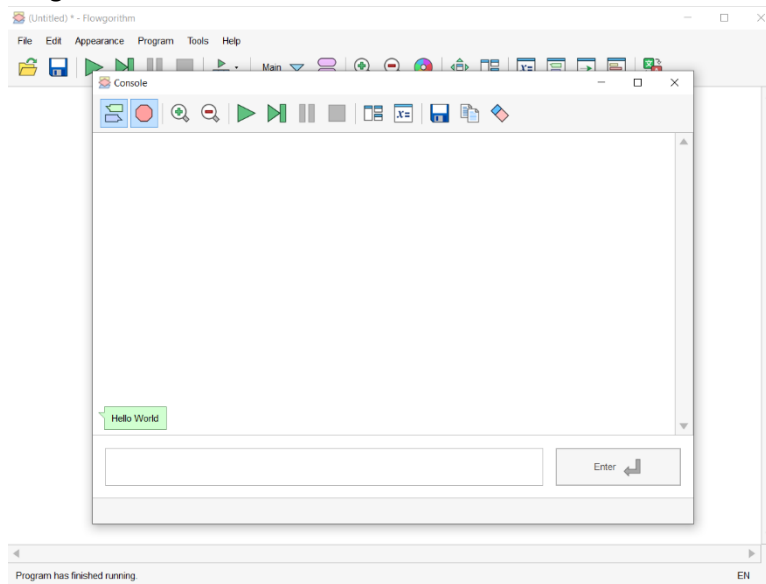 (Untitled) * - Flowgorithm
File Edit Appearance Program Tools Help
Main
Console
Hello World
Enter
Program has finished running.
EN